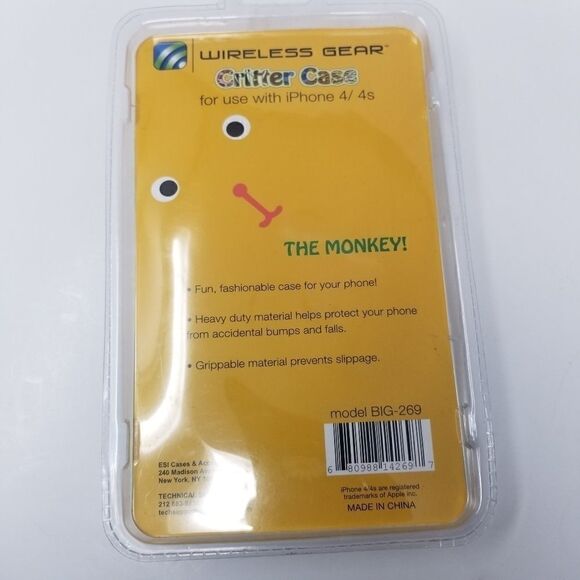 WIRELESS GEAR™
Critter Case
for use with iPhone 4/ 4s
THE MONKEY!
• Fun, fashionable case for your phone!
• Heavy duty material helps protect your phone
from accidental bumps and falls.
• Grippable material prevents slippage.
model BIG-269
6 80988 14269 7
ESI Cases &
240 Madison
New York, NY
TECHNICAL
212
iPhone 4/4s are registered
trademarks of Apple Inc.
MADE IN CHINA